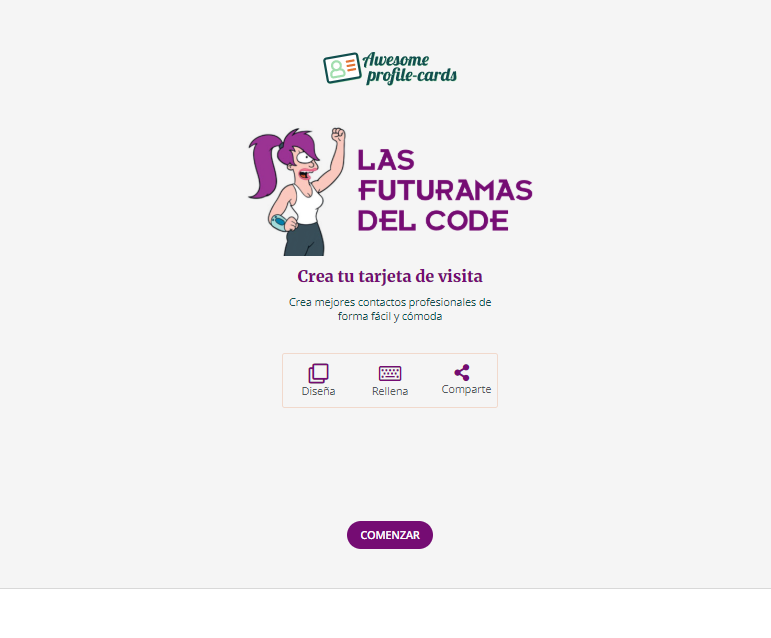 Awesome
profile-cards
LAS
FUTURAMAS
DEL CODE
Crea tu tarjeta de visita
Crea mejores contactos profesionales de
forma fácil y cómoda
Diseña
Rellena
Comparte
COMENZAR